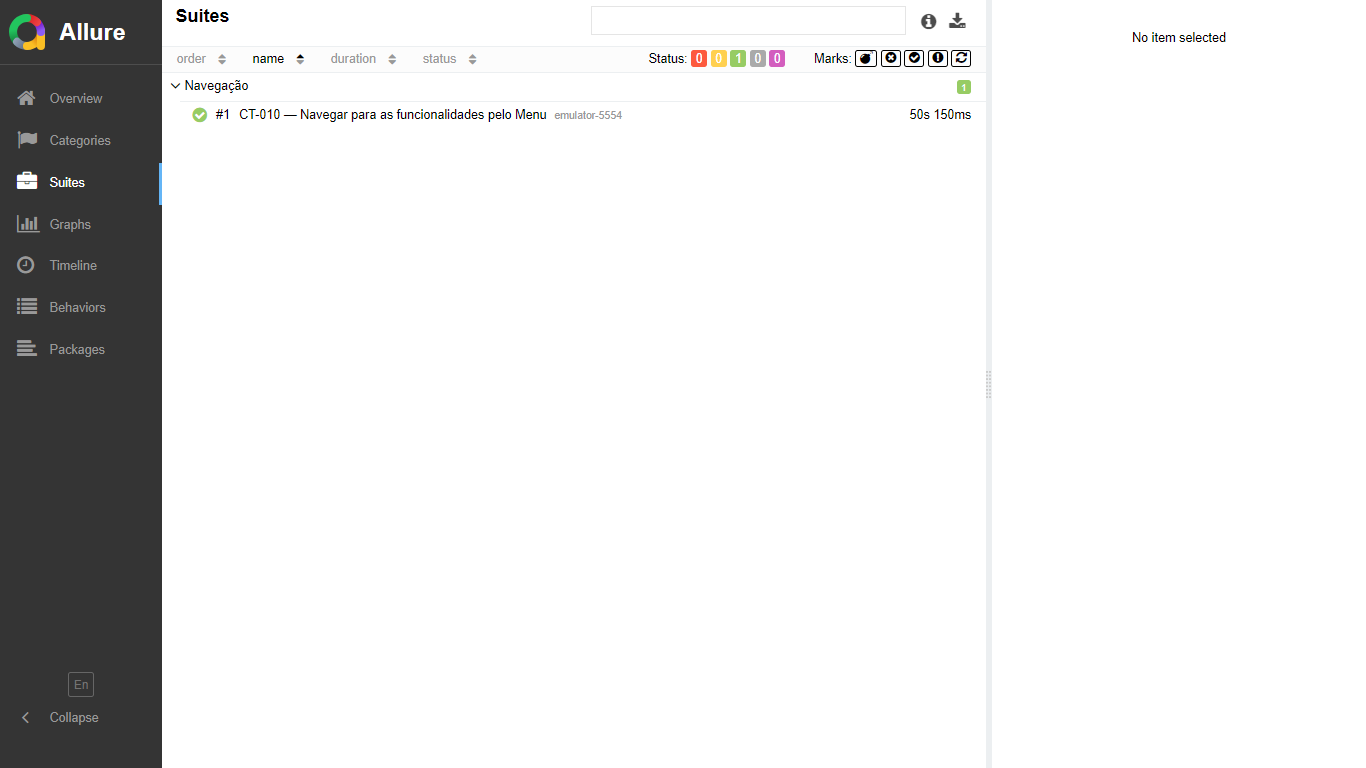 Allure
Overview
Categories
Suites
Graphs
Timeline
Behaviors
Packages
En
Collapse
Suites
order name duration status Status: 0 0 1 0 0 Marks:
Navegação 1
#1 CT-010 — Navegar para as funcionalidades pelo Menu emulator-5554 50s 150ms
No item selected